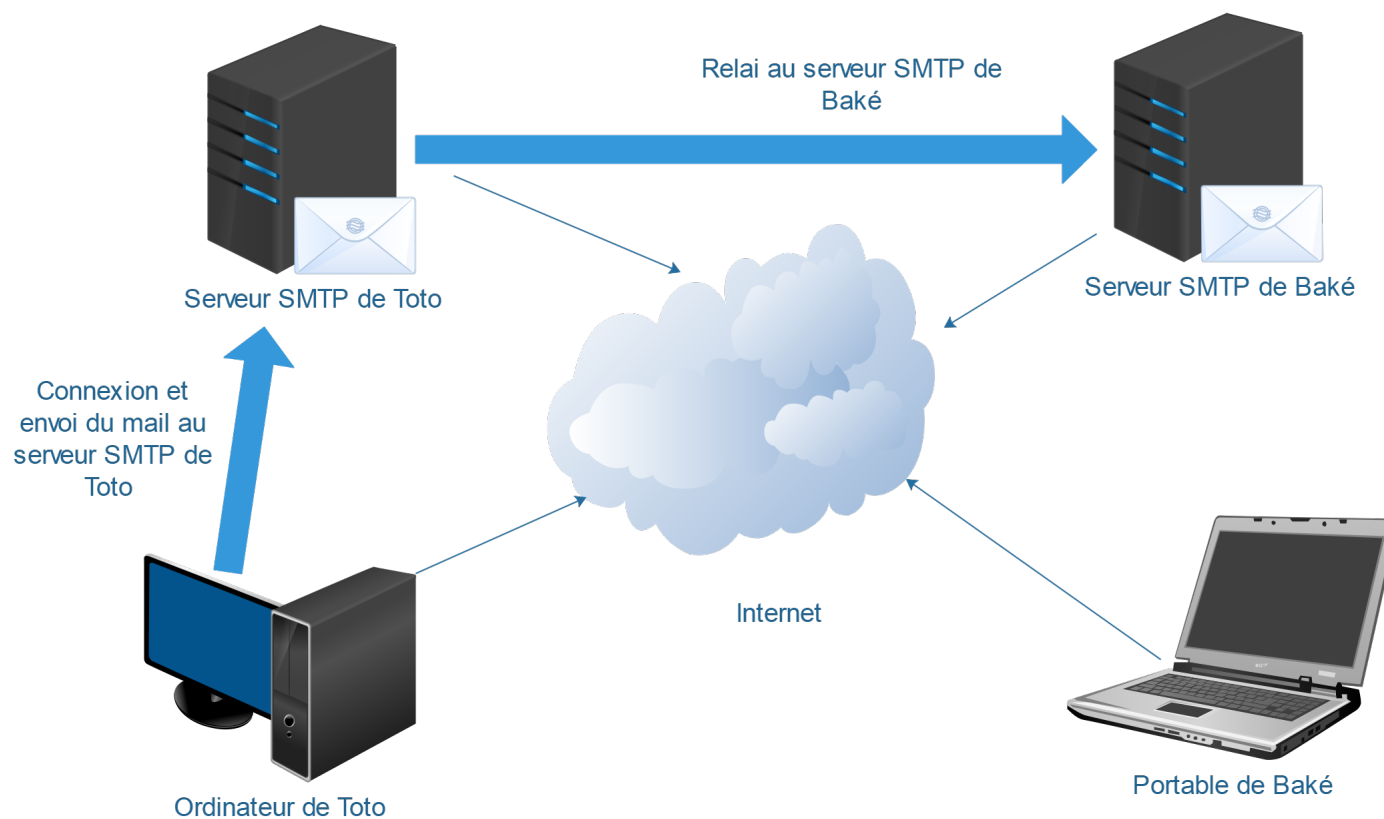 Relai au serveur SMTP de
Baké
Serveur SMTP de Toto
Serveur SMTP de Baké
Connexion et
envoi du mail au
serveur SMTP de
Toto
Internet
Portable de Baké
Ordinateur de Toto